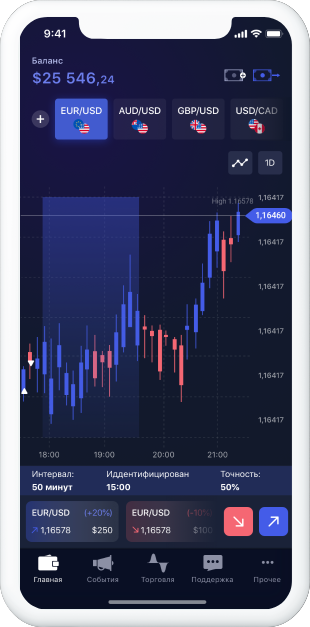 9:41
Баланс
$25 546,24
EUR/USD AUD/USD GBP/USD USD/CAD
1D
High 1.16578
1,16417
1,16460
1,16417
1,16417
1,16417
1,16417
1,16417
18:00 19:00 20:00 21:00
Интервал: Иддентифицирован Точность:
50 минут 15:00 50%
EUR/USD (+20%) EUR/USD (-10%)
1,16578 $250 1,16578 $100
Главная События Торговля Поддержка Прочее